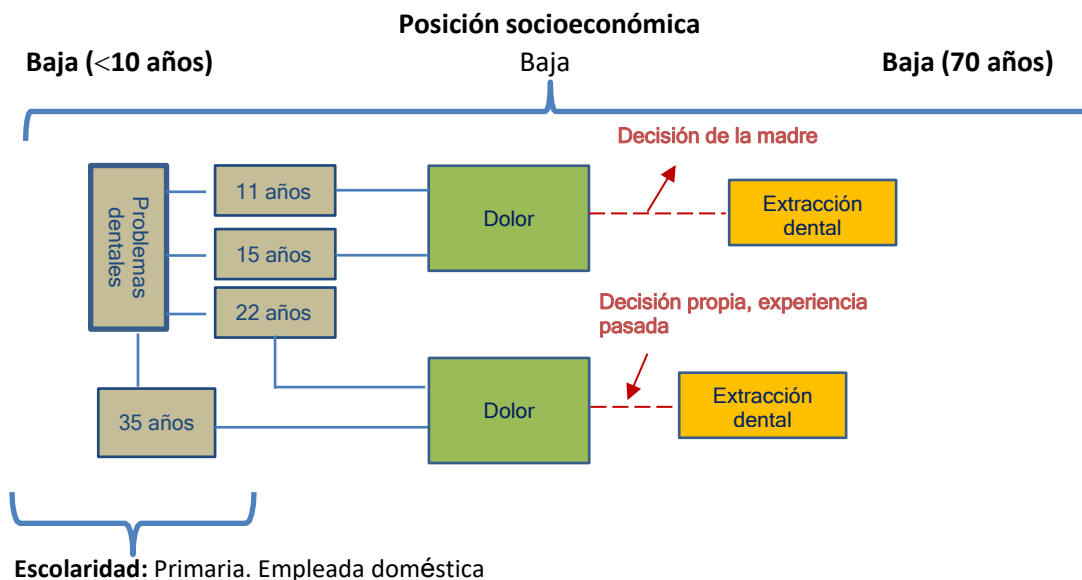 Posición socioeconómica
Baja (<10 años)
Baja
Baja (70 años)
Decisión de la madre
Problemas
dentales
11 años
Dolor
Extracción
dental
15 años
22 años
Decisión propia, experiencia
pasada
35 años
Dolor
Extracción
dental
Escolaridad: Primaria. Empleada doméstica